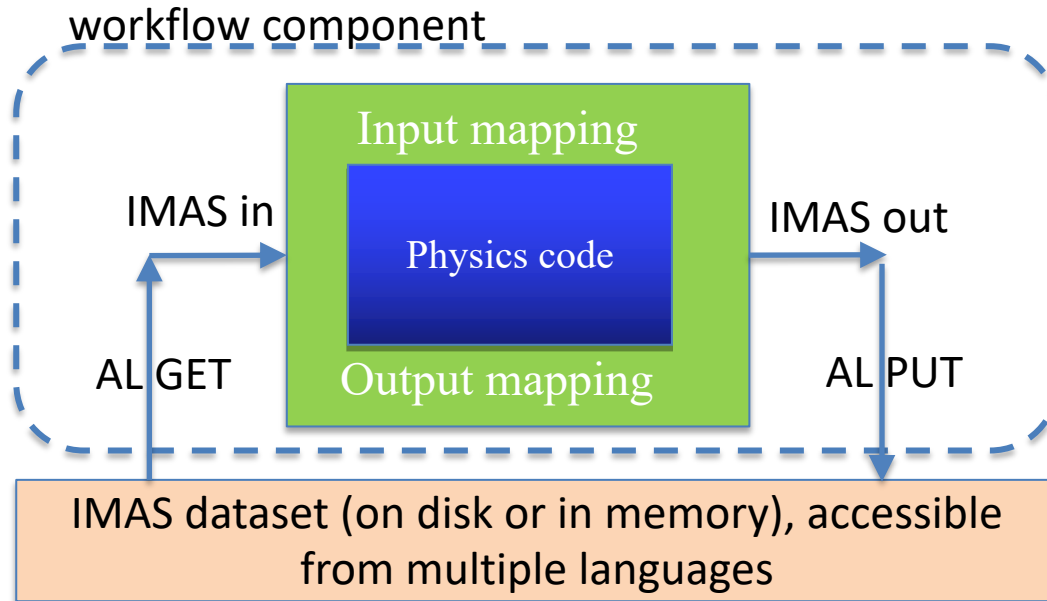 workflow component
Input mapping
IMAS in
IMAS out
Physics code
AL GET
AL PUT
Output mapping
IMAS dataset (on disk or in memory), accessible
from multiple languages